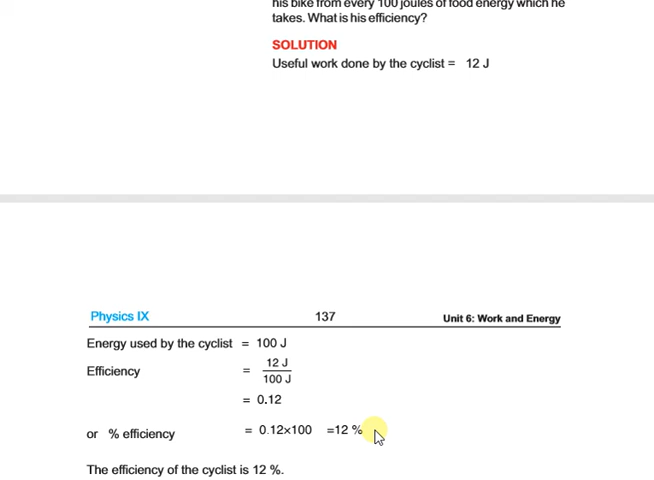 his bike from every 100 joules of food energy which he
takes. What is his efficiency?
SOLUTION
Useful work done by the cyclist = 12 J
Physics IX 137 Unit 6: Work and Energy
Energy used by the cyclist = 100 J
Efficiency = 12 J
100 J
= 0.12
or % efficiency = 0.12×100 =12 %
The efficiency of the cyclist is 12 %.